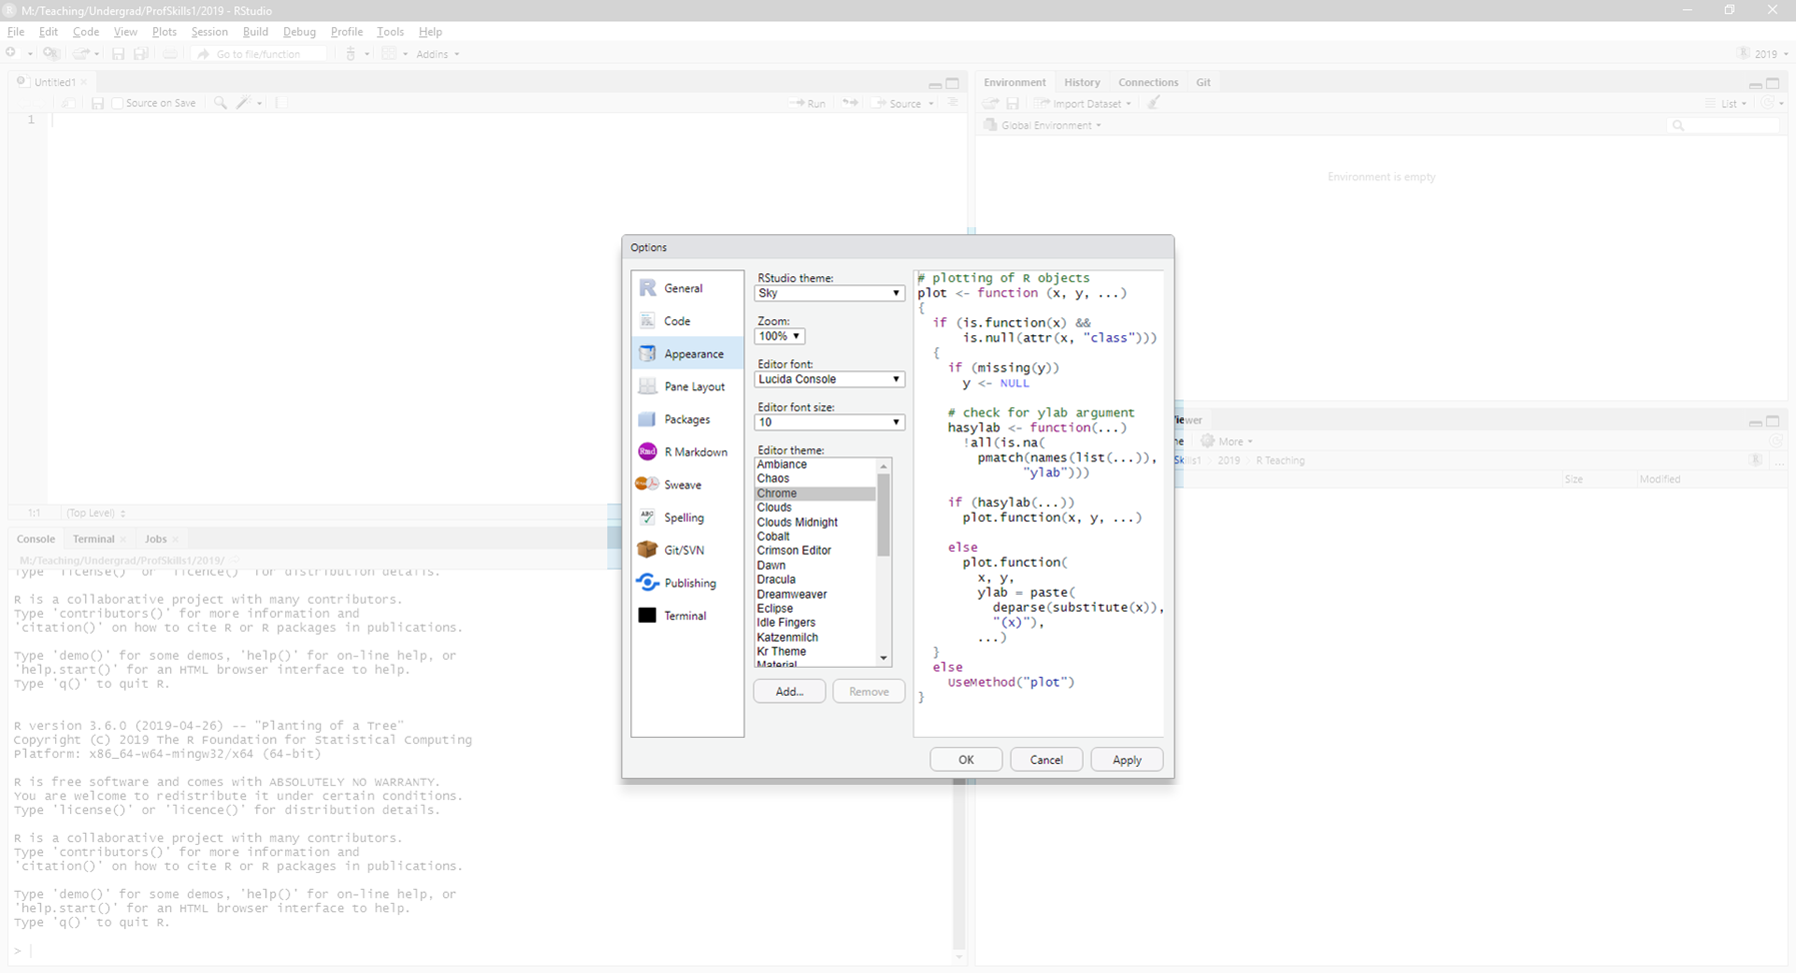 M:/Teaching/Undergrad/ProfSkills1/2019 - RStudio
File Edit Code View Plots Session Build Debug Profile Tools Help
Go to file/function Addins 2019
Untitled1
Source on Save Run Source
1
1:1 (Top Level)
Environment History Connections Git
Import Dataset List
Global Environment
Environment is empty
Options
General
Code
Appearance
Pane Layout
Packages
Rmd R Markdown
Sweave
ABC Spelling
Git/SVN
Publishing
Terminal
RStudio theme:
Sky
Zoom:
100%
Editor font:
Lucida Console
Editor font size:
10
Editor theme:
Ambiance
Chaos
Chrome
Clouds
Clouds Midnight
Cobalt
Crimson Editor
Dawn
Dracula
Dreamweaver
Eclipse
Idle Fingers
Katzenmilch
Kr Theme
Material
Add... Remove
# plotting of R objects
plot <- function (x, y, ...)
{
if (is.function(x) &&
is.null(attr(x, "class")))
{
if (missing(y))
y <- NULL
# check for ylab argument
hasylab <- function(...)
!all(is.na(
pmatch(names(list(...)),
"ylab")))
if (hasylab(...))
plot.function(x, y, ...)
else
plot.function(
x, y,
ylab = paste(
deparse(substitute(x)),
"(x)"),
...)
}
else
UseMethod("plot")
}
OK Cancel Apply
iewer
ne More
Skills1 2019 R Teaching
Size Modified
Console Terminal Jobs
M:/Teaching/Undergrad/ProfSkills1/2019/
Type 'license()' or 'licence()' for distribution details.
R is a collaborative project with many contributors.
Type 'contributors()' for more information and
'citation()' on how to cite R or R packages in publications.
Type 'demo()' for some demos, 'help()' for on-line help, or
'help.start()' for an HTML browser interface to help.
Type 'q()' to quit R.
R version 3.6.0 (2019-04-26) -- "Planting of a Tree"
Copyright (C) 2019 The R Foundation for Statistical Computing
Platform: x86_64-w64-mingw32/x64 (64-bit)
R is free software and comes with ABSOLUTELY NO WARRANTY.
You are welcome to redistribute it under certain conditions.
Type 'license()' or 'licence()' for distribution details.
R is a collaborative project with many contributors.
Type 'contributors()' for more information and
'citation()' on how to cite R or R packages in publications.
Type 'demo()' for some demos, 'help()' for on-line help, or
'help.start()' for an HTML browser interface to help.
Type 'q()' to quit R.
>